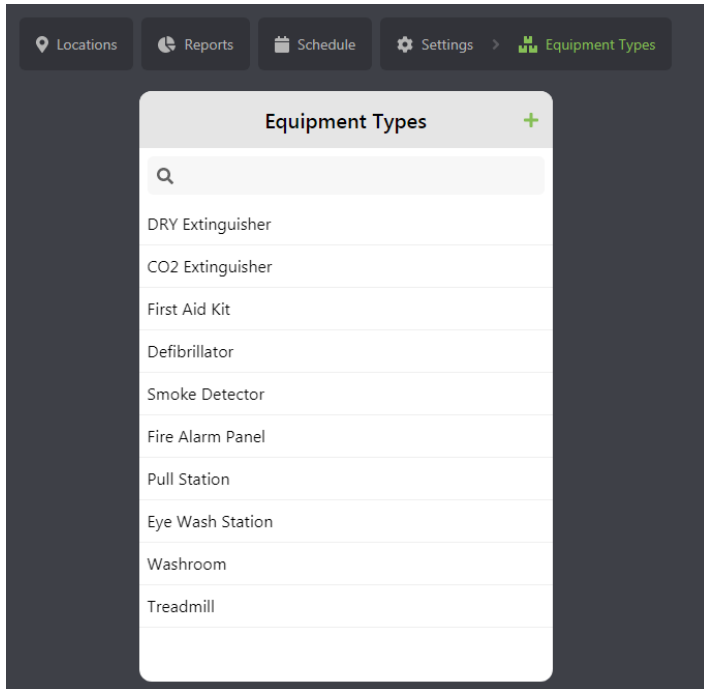 Locations Reports Schedule Settings > Equipment Types
Equipment Types +
DRY Extinguisher
CO2 Extinguisher
First Aid Kit
Defibrillator
Smoke Detector
Fire Alarm Panel
Pull Station
Eye Wash Station
Washroom
Treadmill